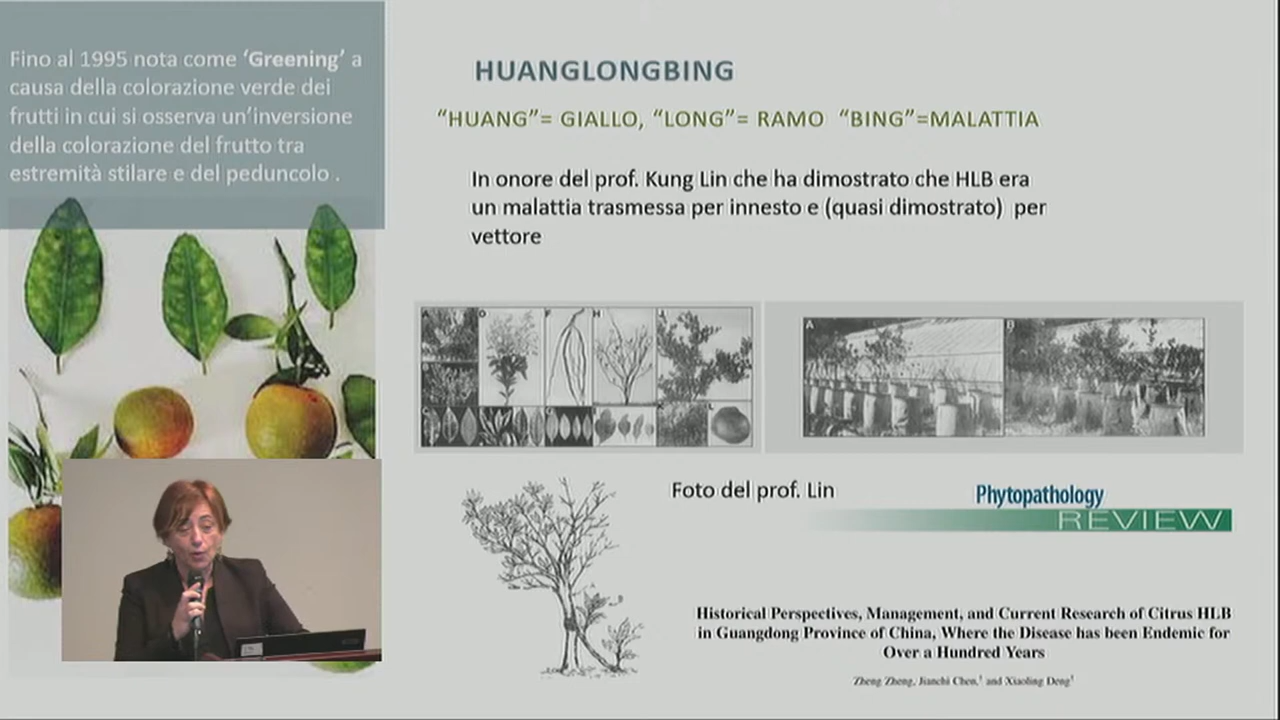 Fino al 1995 nota come ‘Greening’ a
causa della colorazione verde dei
frutti in cui si osserva un’inversione
della colorazione del frutto tra
estremità stilare e del peduncolo .
HUANGLONGBING
“HUANG”= GIALLO, “LONG”= RAMO “BING”=MALATTIA
In onore del prof. Kung Lin che ha dimostrato che HLB era
un malattia trasmessa per innesto e (quasi dimostrato) per
vettore
Foto del prof. Lin
Phytopathology
REVIEW
Historical Perspectives, Management, and Current Research of Citrus HLB
in Guangdong Province of China, Where the Disease has been Endemic for
Over a Hundred Years
Zheng Zheng, Jianchi Chen,† and Xiaoling Deng†